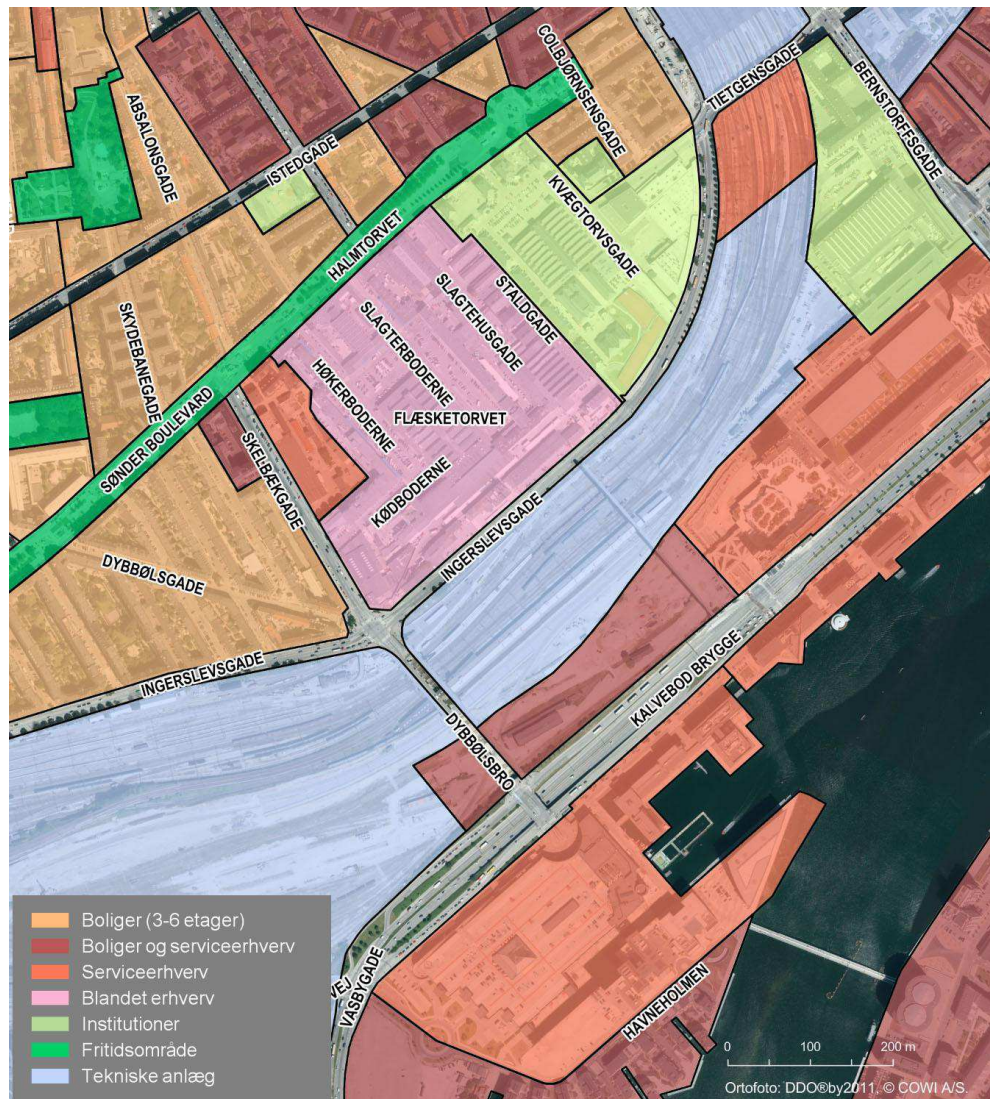 COLBJØRNSENSGADE
TIETGENSGADE
BERNSTORFFSGADE
ABSALONSGADE
ISTEDGADE
KVÆGTORVSGADE
HALMTORVET
STALDGADE
SLAGTEHUSGADE
SLAGTERBODERNE
SKYDEBANEGADE
HØKERBODERNE
FLÆSKETORVET
SØNDER BOULEVARD
SKELBÆKGADE
KØDBODERNE
INGERSLEVSGADE
DYBBØLSGADE
INGERSLEVSGADE
KALVEBOD BRYGGE
DYBBØLSBRO
Boliger (3-6 etager)
Boliger og serviceerhverv
Serviceerhverv
Blandet erhverv
Institutioner
Fritidsområde
Tekniske anlæg
VEJ
VASBYGADE
HAVNEHOLMEN
0 100 200 m
Ortofoto: DDO®by2011, © COWI A/S.